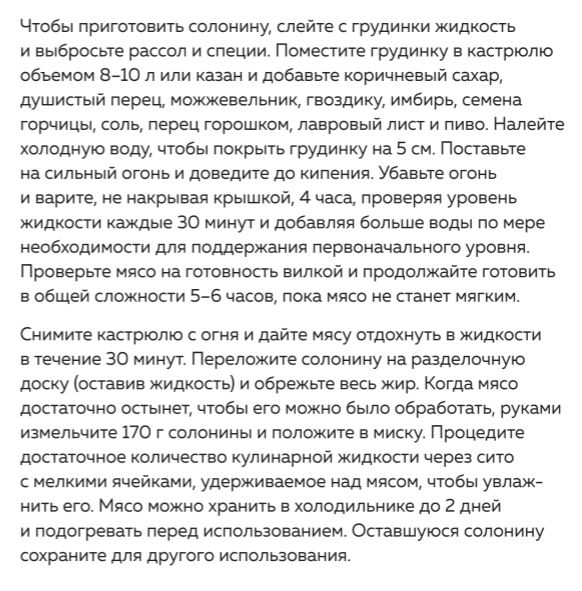 Чтобы приготовить солонину, слейте с грудинки жидкость
и выбросьте рассол и специи. Поместите грудинку в кастрюлю
объемом 8–10 л или казан и добавьте коричневый сахар,
душистый перец, можжевельник, гвоздику, имбирь, семена
горчицы, соль, перец горошком, лавровый лист и пиво. Налейте
холодную воду, чтобы покрыть грудинку на 5 см. Поставьте
на сильный огонь и доведите до кипения. Убавьте огонь
и варите, не накрывая крышкой, 4 часа, проверяя уровень
жидкости каждые 30 минут и добавляя больше воды по мере
необходимости для поддержания первоначального уровня.
Проверьте мясо на готовность вилкой и продолжайте готовить
в общей сложности 5–6 часов, пока мясо не станет мягким.
Снимите кастрюлю с огня и дайте мясу отдохнуть в жидкости
в течение 30 минут. Переложите солонину на разделочную
доску (оставив жидкость) и обрежьте весь жир. Когда мясо
достаточно остынет, чтобы его можно было обработать, руками
измельчите 170 г солонины и положите в миску. Процедите
достаточное количество кулинарной жидкости через сито
с мелкими ячейками, удерживаемое над мясом, чтобы увлаж-
нить его. Мясо можно хранить в холодильнике до 2 дней
и подогревать перед использованием. Оставшуюся солонину
сохраните для другого использования.